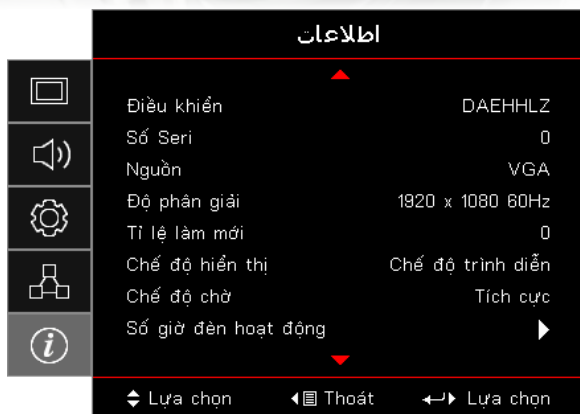 اطلاعات
Điều khiển DAEHHLZ
Số Seri 0
Nguồn VGA
Độ phân giải 1920 x 1080 60Hz
Tỉ lệ làm mới 0
Chế độ hiển thị Chế độ trình diễn
Chế độ chờ Tích cực
Số giờ đèn hoạt động
Lựa chọn Thoát Lựa chọn